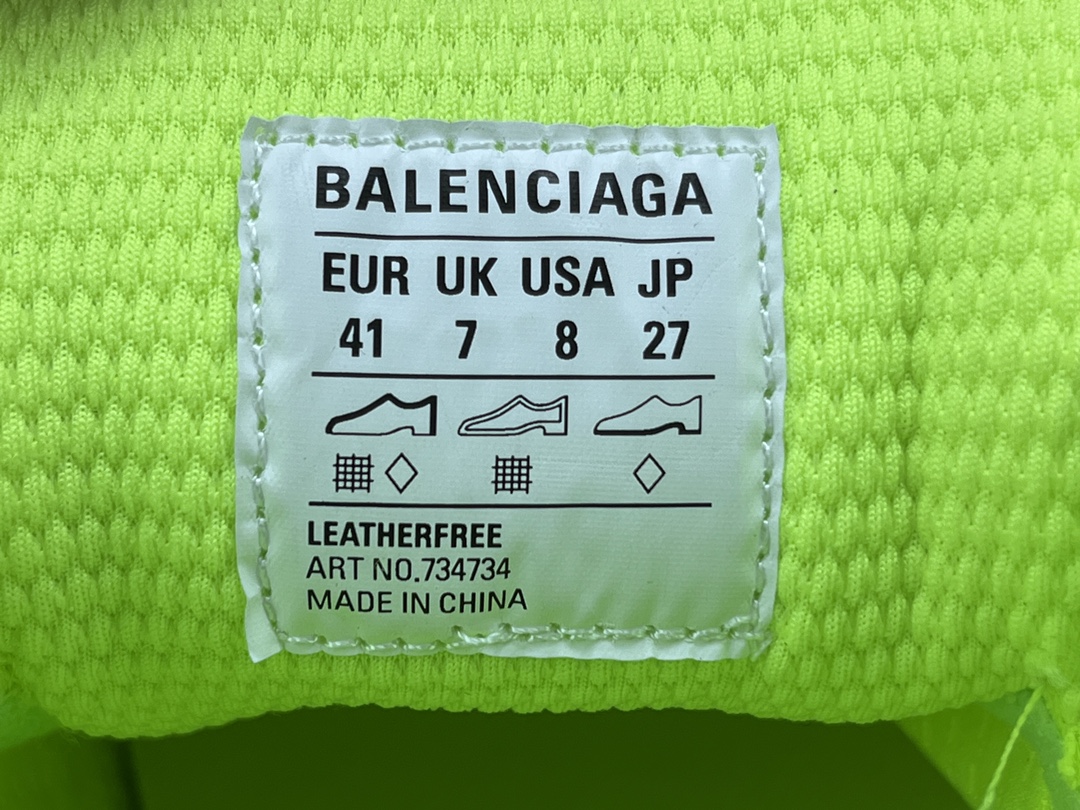 BALENCIAGA
EUR UK USA JP
41 7 8 27
LEATHERFREE
ART NO.734734
MADE IN CHINA